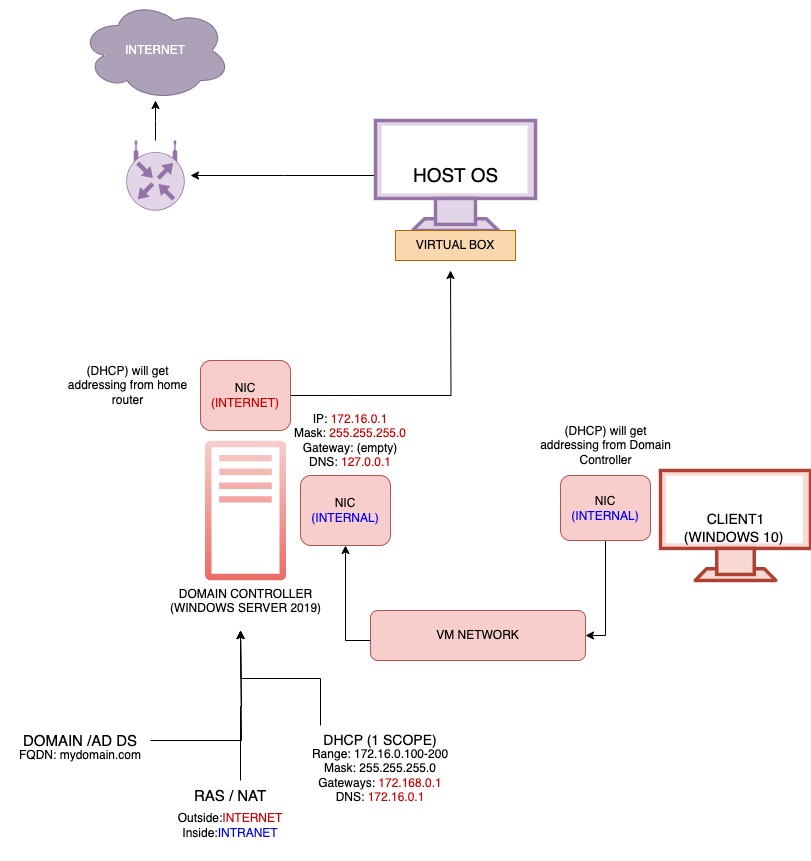 INTERNET
HOST OS
VIRTUAL BOX
(DHCP) will get
addressing from home
router
NIC
(INTERNET)
IP: 172.16.0.1
Mask: 255.255.255.0
Gateway: (empty)
DNS: 127.0.0.1
NIC
(INTERNAL)
(DHCP) will get
addressing from Domain
Controller
NIC
(INTERNAL)
CLIENT1
(WINDOWS 10)
DOMAIN CONTROLLER
(WINDOWS SERVER 2019)
VM NETWORK
DOMAIN /AD DS
FQDN: mydomain.com
RAS / NAT
Outside:INTERNET
Inside:INTRANET
DHCP (1 SCOPE)
Range: 172.16.0.100-200
Mask: 255.255.255.0
Gateways: 172.168.0.1
DNS: 172.16.0.1